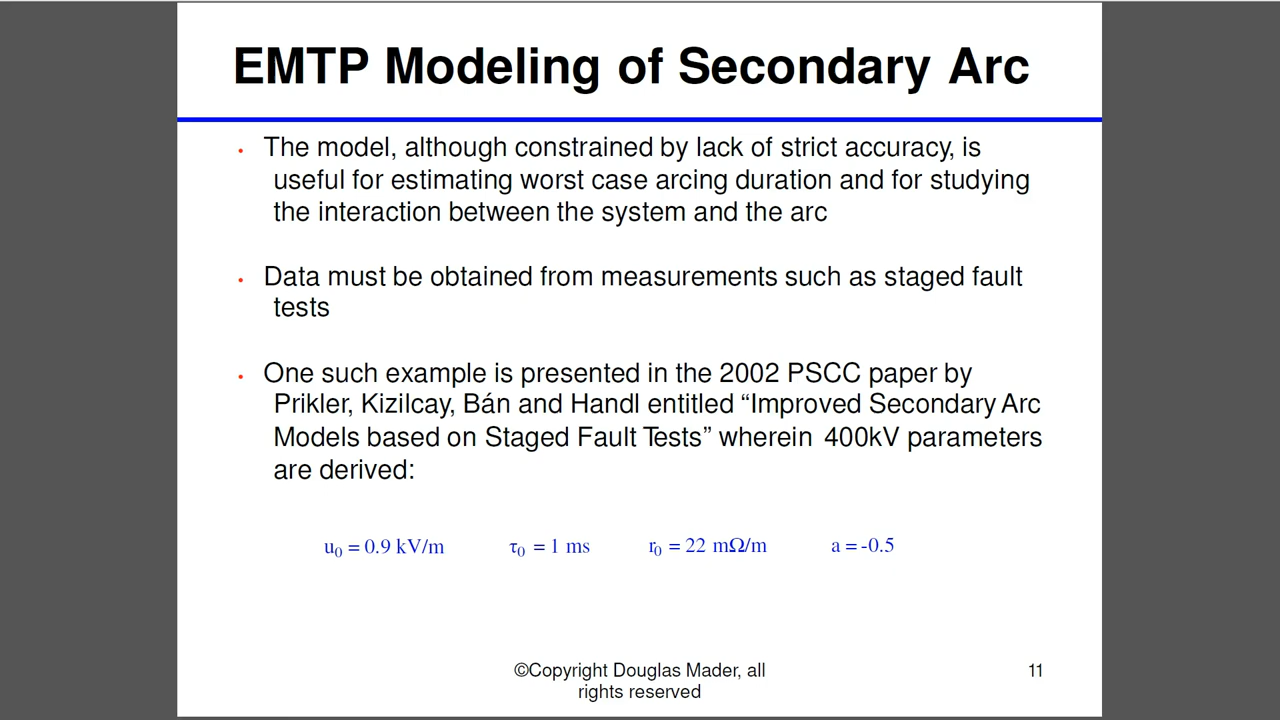 EMTP Modeling of Secondary Arc
• The model, although constrained by lack of strict accuracy, is
useful for estimating worst case arcing duration and for studying
the interaction between the system and the arc
• Data must be obtained from measurements such as staged fault
tests
• One such example is presented in the 2002 PSCC paper by
Prikler, Kizilcay, Bán and Handl entitled “Improved Secondary Arc
Models based on Staged Fault Tests” wherein 400kV parameters
are derived:
u₀ = 0.9 kV/m τ₀ = 1 ms r₀ = 22 mΩ/m a = -0.5
©Copyright Douglas Mader, all
rights reserved
11